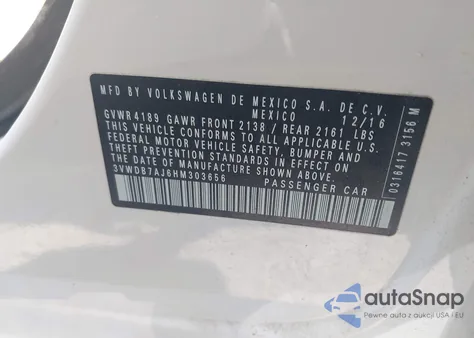 MFD BY VOLKSWAGEN DE MEXICO S.A. DE C.V.
MEXICO 12/16
GVWR 4189 GAWR FRONT 2138 / REAR 2161 LBS
THIS VEHICLE CONFORMS TO ALL APPLICABLE U.S.
FEDERAL MOTOR VEHICLE SAFETY, BUMPER AND
THEFT PREVENTION STANDARDS IN EFFECT ON
THE DATE OF MANUFACTURE SHOWN ABOVE
3VWDB7AJ6HM303656
PASSENGER CAR
0316417 3156 M
autoSnap
Pewne auta z aukcji USA i EU